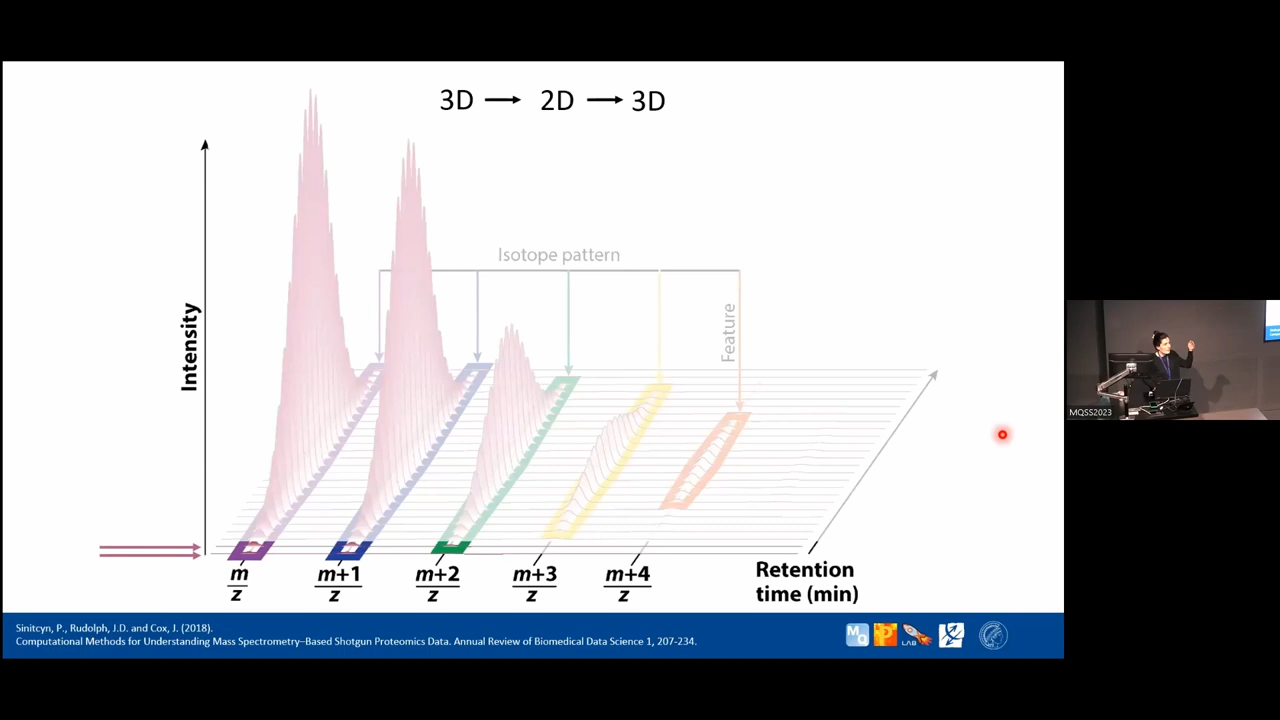 3D → 2D → 3D
Isotope pattern
Feature
Intensity
m/z
m+1/z
m+2/z
m+3/z
m+4/z
Retention
time (min)
Sinitcyn, P., Rudolph, J.D. and Cox, J. (2018).
Computational Methods for Understanding Mass Spectrometry–Based Shotgun Proteomics Data. Annual Review of Biomedical Data Science 1, 207-234.
MQ
P
LAB
MQSS2023